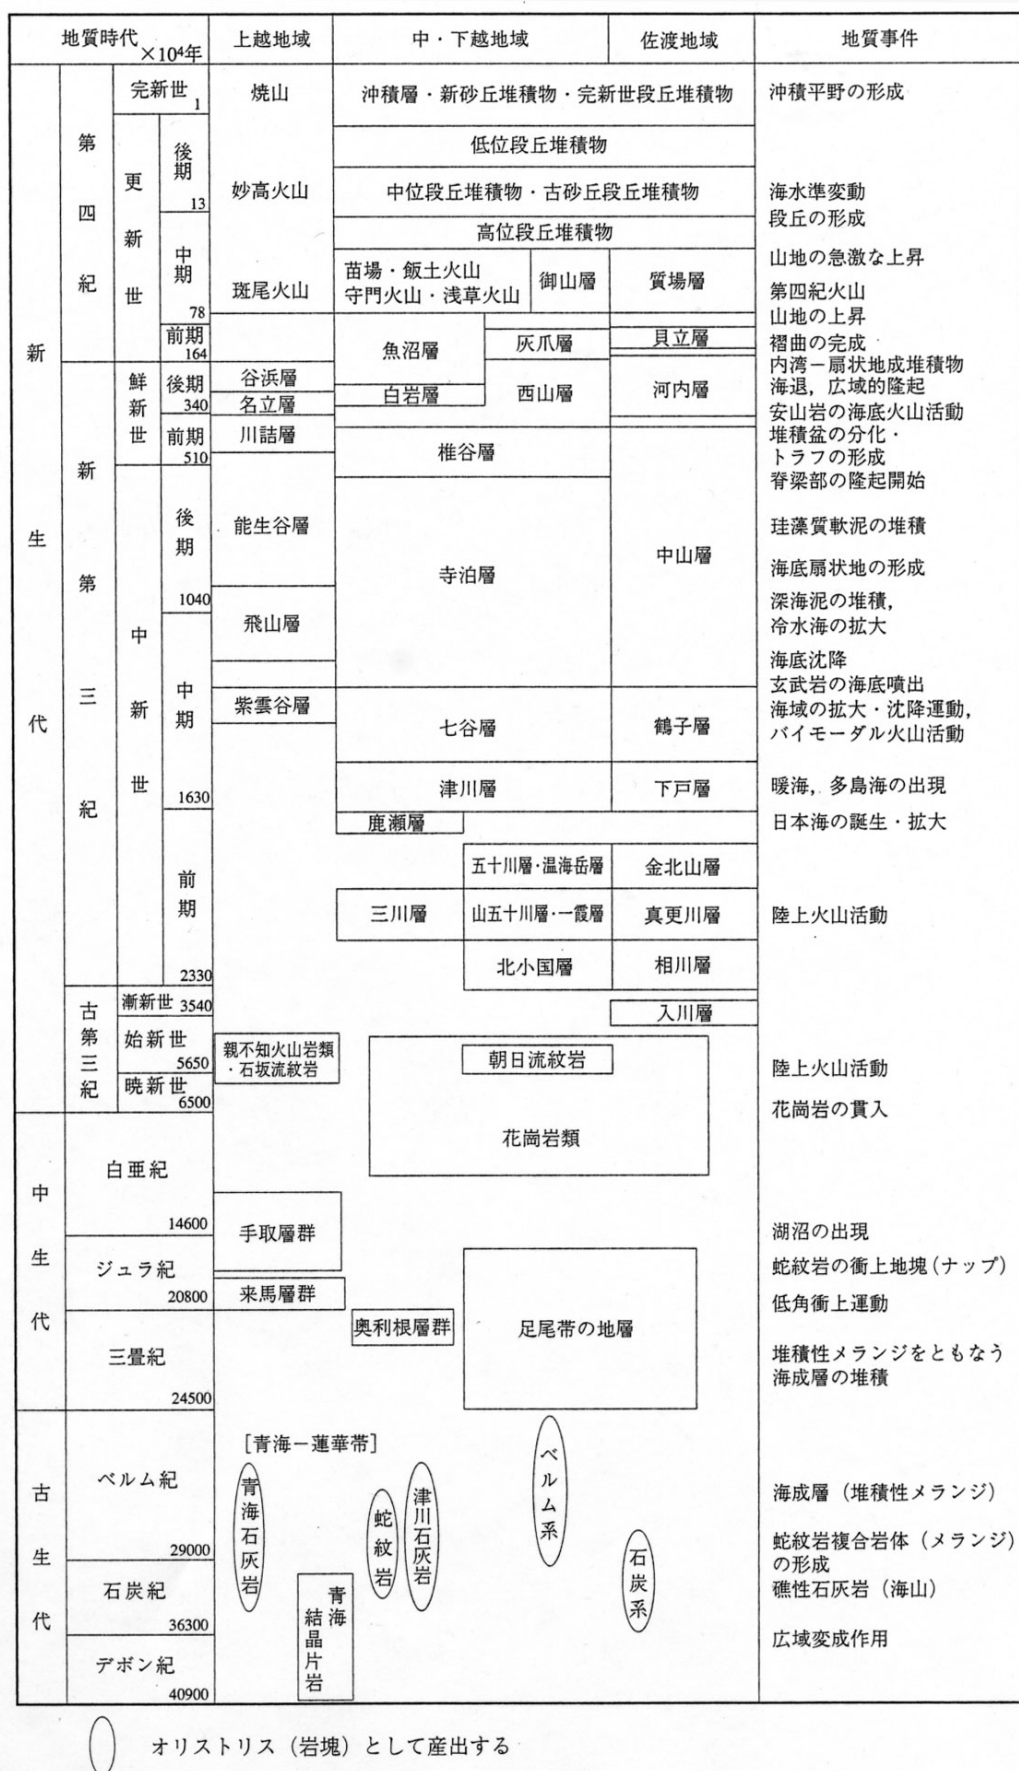 地質時代
×10⁴年
上越地域
中・下越地域
佐渡地域
地質事件
新生代
第四紀
完新世 1
更新世
後期
13
中期
78
前期
164
新第三紀
鮮新世
後期
340
前期
510
中新世
後期
1040
中期
1630
前期
2330
古第三紀
漸新世 3540
始新世
5650
暁新世
6500
中生代
白亜紀
14600
ジュラ紀
20800
三畳紀
24500
古生代
ペルム紀
29000
石炭紀
36300
デボン紀
40900
焼山
妙高火山
斑尾火山
谷浜層
名立層
川詰層
能生谷層
飛山層
紫雲谷層
親不知火山岩類
・石坂流紋岩
手取層群
来馬層群
[青海－蓮華帯]
青海石灰岩
青海
結晶片岩
沖積層・新砂丘堆積物・完新世段丘堆積物
低位段丘堆積物
中位段丘堆積物・古砂丘段丘堆積物
高位段丘堆積物
苗場・飯土火山
守門火山・浅草火山
御山層
質場層
魚沼層
灰爪層
貝立層
白岩層
西山層
河内層
椎谷層
寺泊層
中山層
七谷層
鶴子層
津川層
下戸層
鹿瀬層
五十川層・温海岳層
金北山層
三川層
山五十川層・一霞層
真更川層
北小国層
相川層
入川層
朝日流紋岩
花崗岩類
奥利根層群
足尾帯の地層
蛇紋岩
津川石灰岩
ペルム系
石炭系
沖積平野の形成
海水準変動
段丘の形成
山地の急激な上昇
第四紀火山
山地の上昇
褶曲の完成
内湾－扇状地成堆積物
海退，広域的隆起
安山岩の海底火山活動
堆積盆の分化・
トラフの形成
脊梁部の隆起開始
珪藻質軟泥の堆積
海底扇状地の形成
深海泥の堆積，
冷水海の拡大
海底沈降
玄武岩の海底噴出
海域の拡大・沈降運動，
バイモーダル火山活動
暖海，多島海の出現
日本海の誕生・拡大
陸上火山活動
陸上火山活動
花崗岩の貫入
湖沼の出現
蛇紋岩の衝上地塊(ナップ)
低角衝上運動
堆積性メランジをともなう
海成層の堆積
海成層（堆積性メランジ）
蛇紋岩複合岩体（メランジ）
の形成
礁性石灰岩（海山）
広域変成作用
オリストリス（岩塊）として産出する